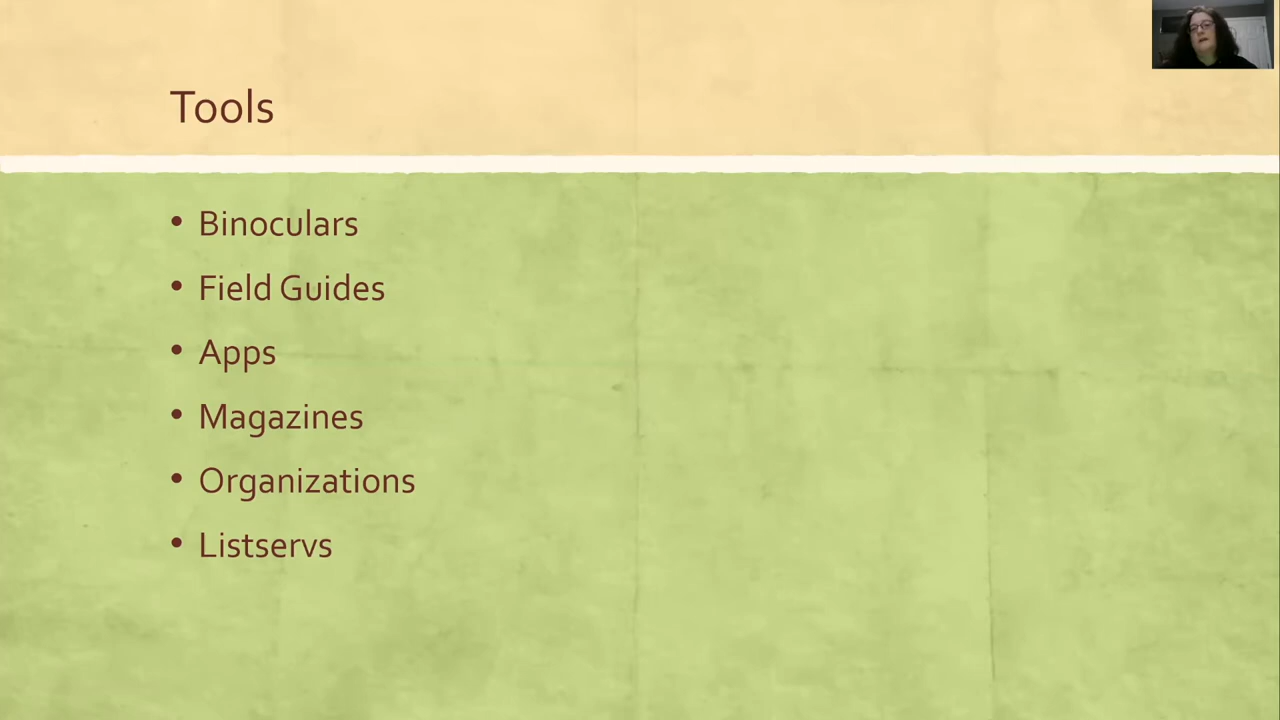 Tools
• Binoculars
• Field Guides
• Apps
• Magazines
• Organizations
• Listservs